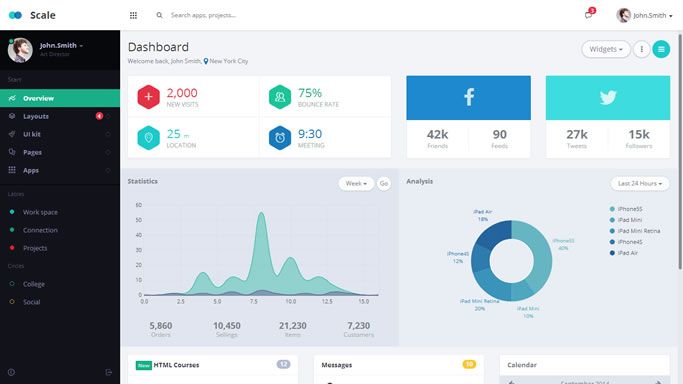 Scale
Search apps, projects...
3
John.Smith
John.Smith
Art Director
Start
Overview
Layouts
4
UI kit
Pages
Apps
Lables
Work space
Connection
Projects
Circles
College
Social
Dashboard
Welcome back, John Smith, New York City
Widgets
2,000
NEW VISITS
75%
BOUNCE RATE
25 m
LOCATION
9:30
MEETING
42k
Friends
90
Feeds
27k
Tweets
15k
Followers
Statistics
Week
Go
60
50
40
30
20
10
0
0.0 2.5 5.0 7.5 10.0 12.5 15.0
5,860
Orders
10,450
Sellings
21,230
Items
7,230
Customers
Analysis
Last 24 Hours
iPad Air
18%
iPhone5S
40%
iPhone4S
12%
iPad Mini Retina
20%
iPad Mini
10%
iPhone5S
iPad Mini
iPad Mini Retina
iPhone4S
iPad Air
New HTML Courses
12
Messages
10
Calendar
September 2014